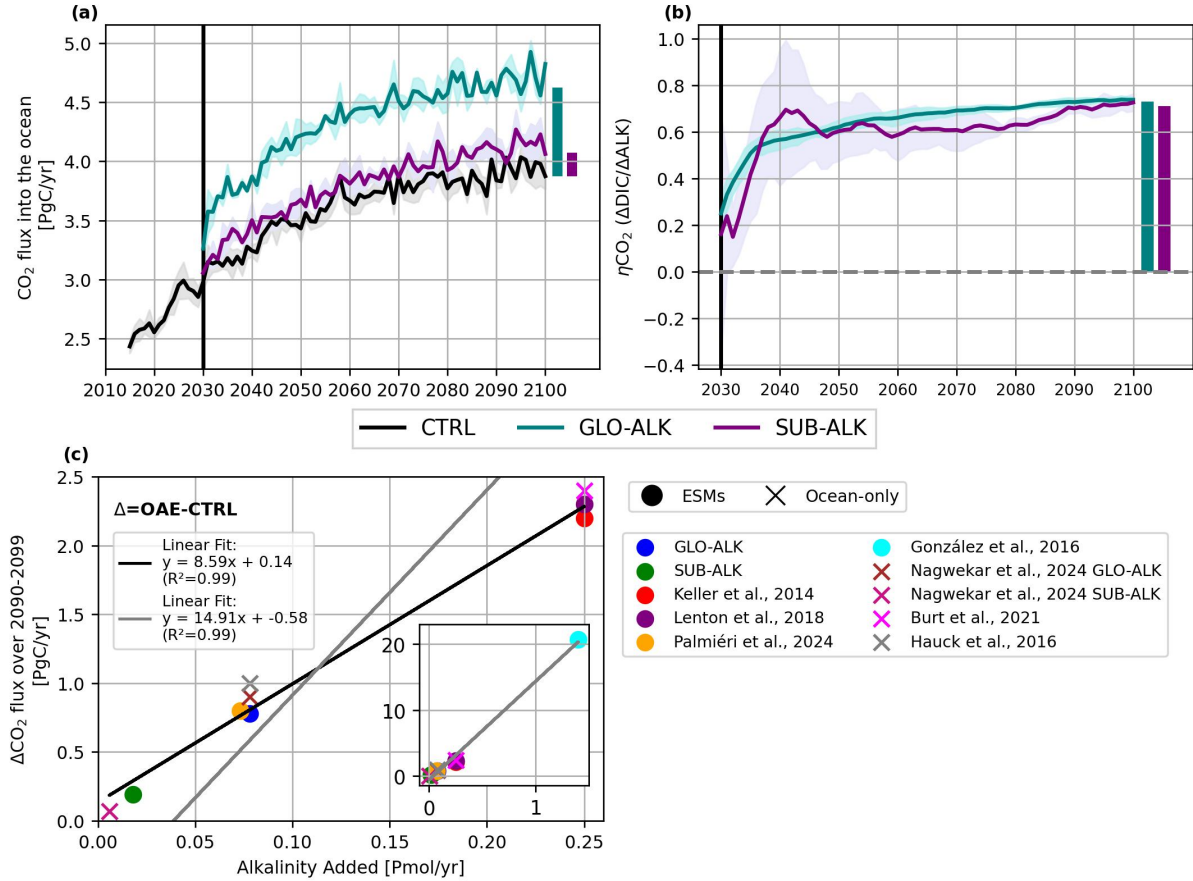 (a)
CO₂ flux into the ocean
[PgC/yr]
5.0
4.5
4.0
3.5
3.0
2.5
2010 2020 2030 2040 2050 2060 2070 2080 2090 2100
(b)
ηCO₂ (ΔDIC/ΔALK)
1.0
0.8
0.6
0.4
0.2
0.0
−0.2
−0.4
2030 2040 2050 2060 2070 2080 2090 2100
CTRL GLO-ALK SUB-ALK
(c)
ΔCO₂ flux over 2090-2099
[PgC/yr]
2.5
2.0
1.5
1.0
0.5
0.0
Δ=OAE-CTRL
Linear Fit:
y = 8.59x + 0.14
(R²=0.99)
Linear Fit:
y = 14.91x + -0.58
(R²=0.99)
20
10
0
0 1
0.00 0.05 0.10 0.15 0.20 0.25
Alkalinity Added [Pmol/yr]
ESMs Ocean-only
GLO-ALK
SUB-ALK
Keller et al., 2014
Lenton et al., 2018
Palmiéri et al., 2024
González et al., 2016
Nagwekar et al., 2024 GLO-ALK
Nagwekar et al., 2024 SUB-ALK
Burt et al., 2021
Hauck et al., 2016